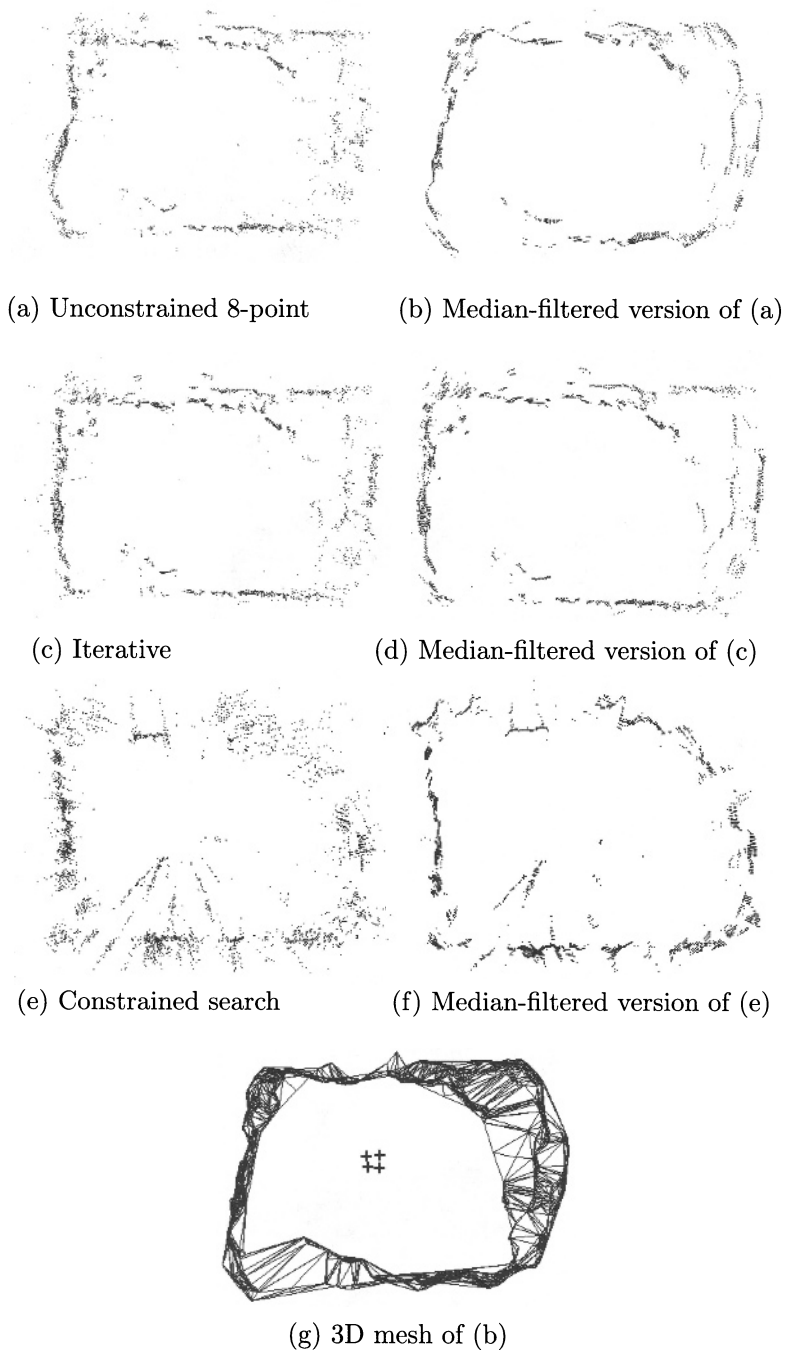 (a) Unconstrained 8-point
(b) Median-filtered version of (a)
(c) Iterative
(d) Median-filtered version of (c)
(e) Constrained search
(f) Median-filtered version of (e)
(g) 3D mesh of (b)